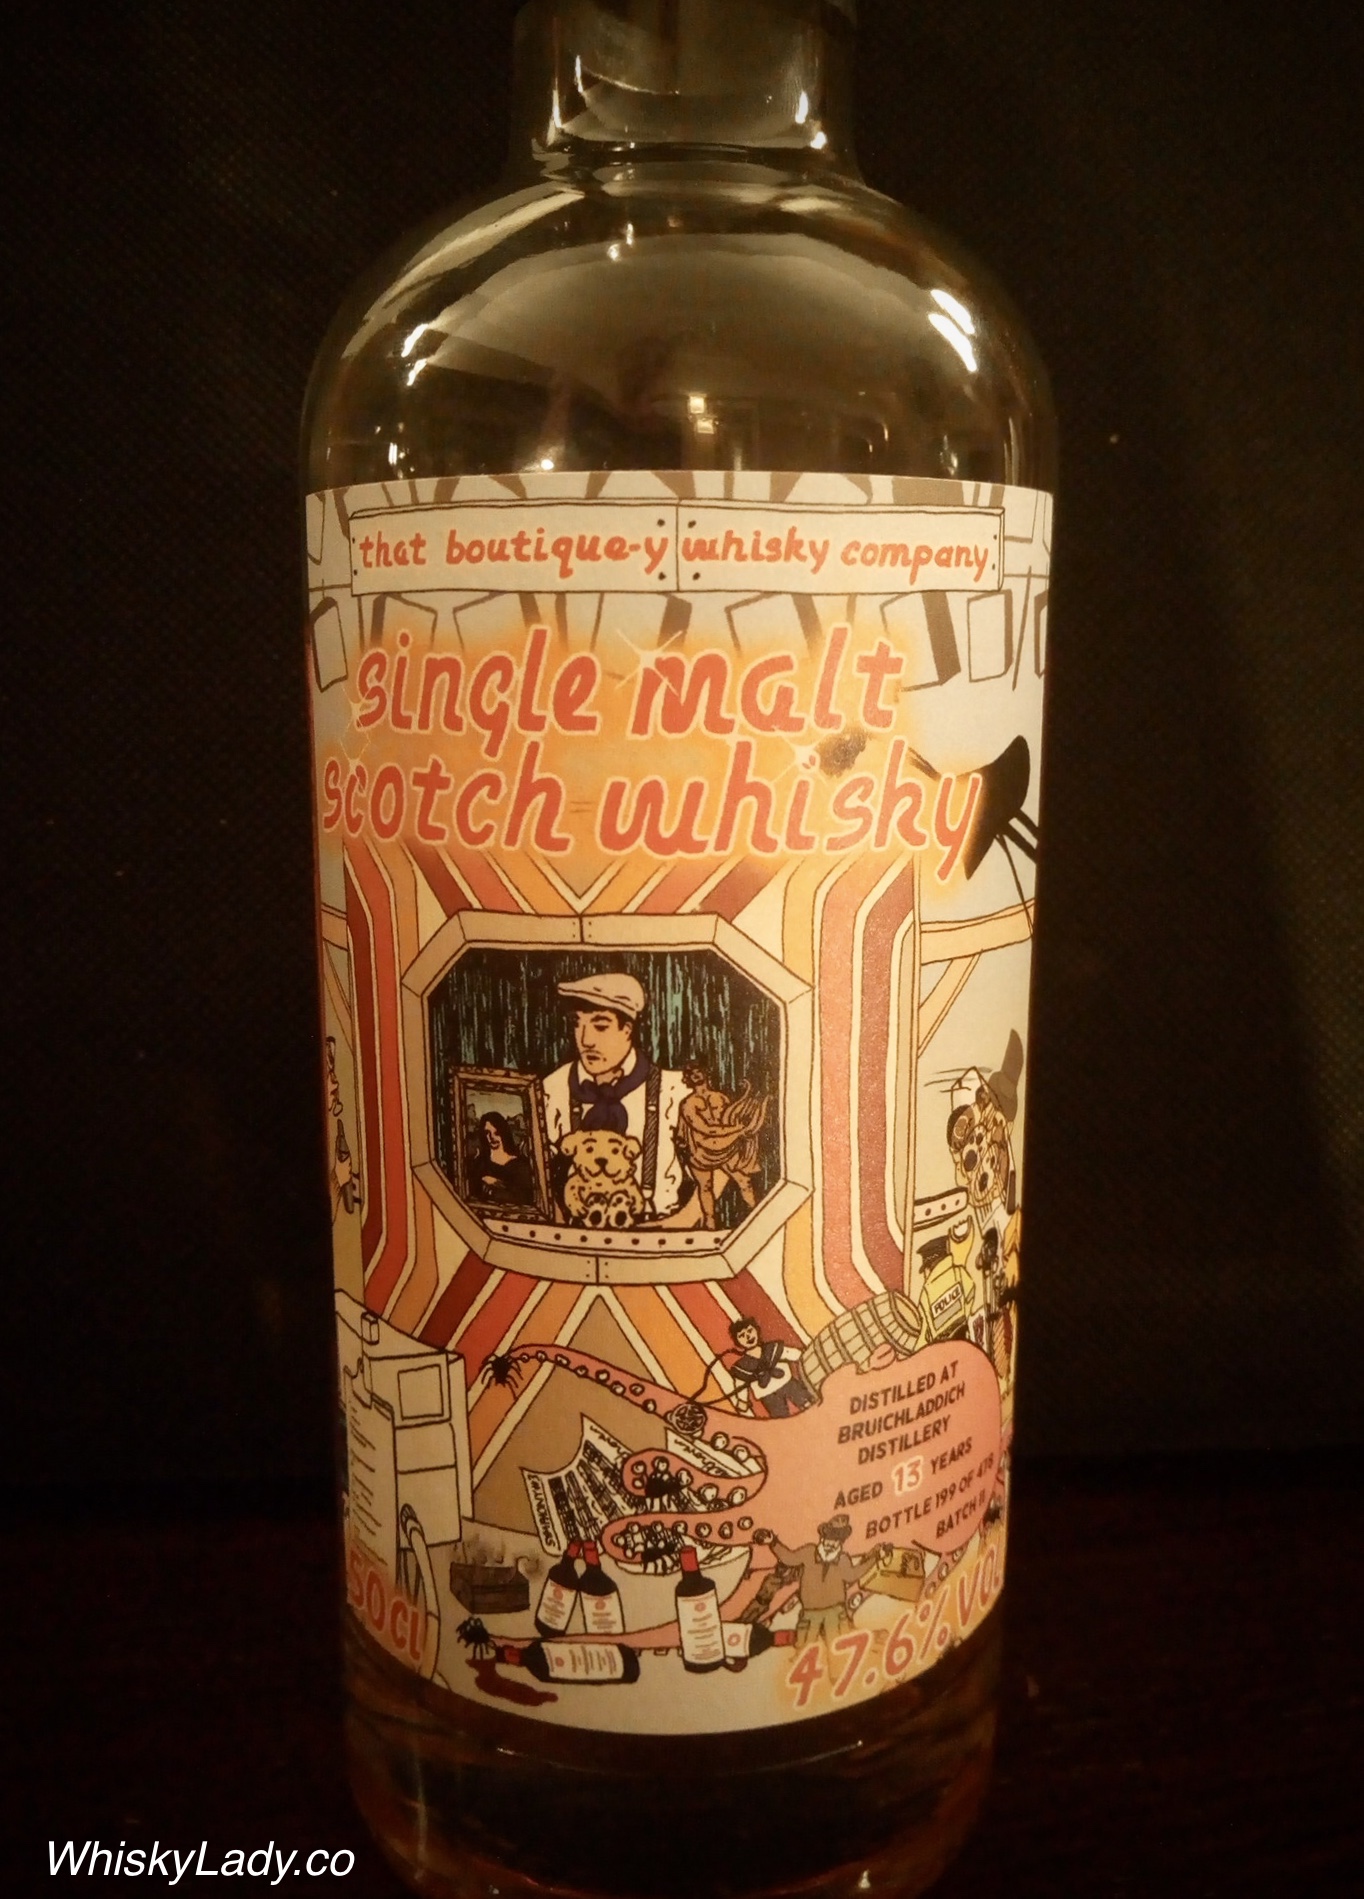 that boutique-y whisky company
single malt
scotch whisky
POLICE
DISTILLED AT
BRUICHLADDICH
DISTILLERY
AGED 13 YEARS
BOTTLE 199 OF 478
BATCH 11
50CL
47.6% VOL
WhiskyLady.co